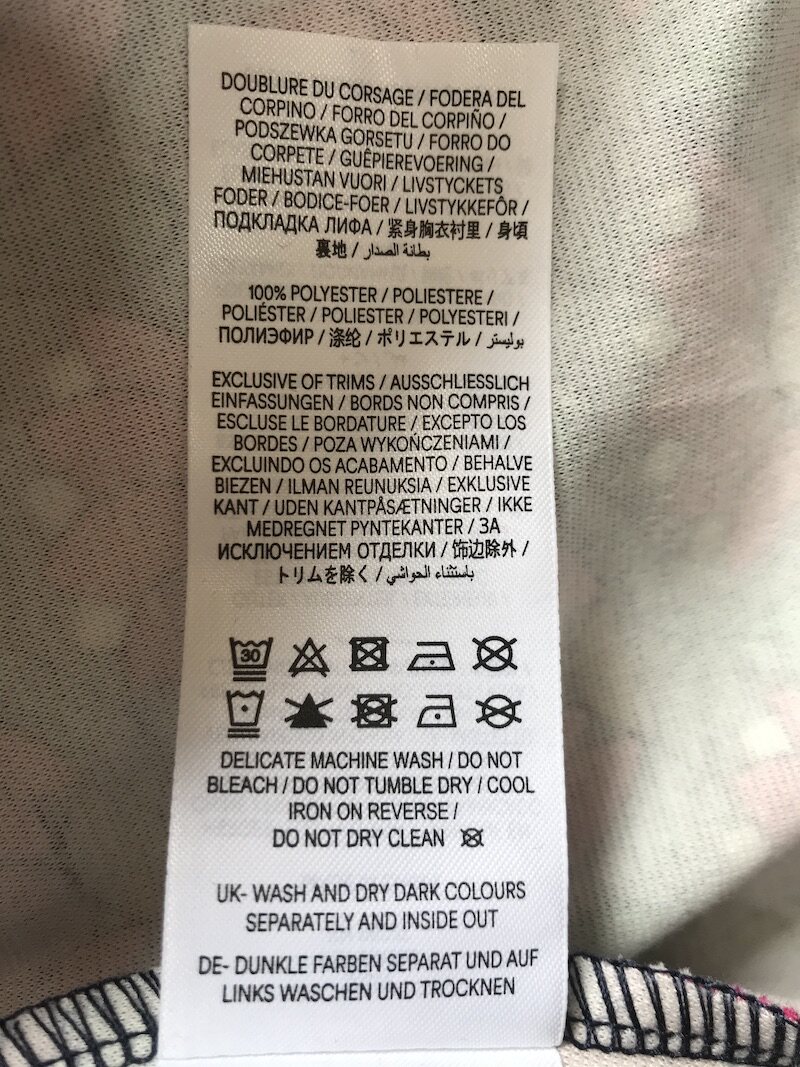 DOUBLURE DU CORSAGE / FODERA DEL
CORPINO / FORRO DEL CORPIÑO /
PODSZEWKA GORSETU / FORRO DO
CORPETE / GUÊPIEREVOERING /
MIEHUSTAN VUORI / LIVSTYCKETS
FODER / BODICE-FOER / LIVSTYKKEFÔR /
ПОДКЛАДКА ЛИФА / 紧身胸衣衬里 / 身頃
裏地 / بطانة الصدار
100% POLYESTER / POLIESTERE /
POLIÉSTER / POLIESTER / POLYESTERI /
ПОЛИЭФИР / 涤纶 / ポリエステル / بوليستر
EXCLUSIVE OF TRIMS / AUSSCHLIESSLICH
EINFASSUNGEN / BORDS NON COMPRIS /
ESCLUSE LE BORDATURE / EXCEPTO LOS
BORDES / POZA WYKOŃCZENIAMI /
EXCLUINDO OS ACABAMENTO / BEHALVE
BIEZEN / ILMAN REUNUKSIA / EXKLUSIVE
KANT / UDEN KANTPÅSÆTNINGER / IKKE
MEDREGNET PYNTEKANTER / ЗА
ИСКЛЮЧЕНИЕМ ОТДЕЛКИ / 饰边除外 /
トリムを除く / باستثناء الحواشي
30
DELICATE MACHINE WASH / DO NOT
BLEACH / DO NOT TUMBLE DRY / COOL
IRON ON REVERSE /
DO NOT DRY CLEAN
UK- WASH AND DRY DARK COLOURS
SEPARATELY AND INSIDE OUT
DE- DUNKLE FARBEN SEPARAT UND AUF
LINKS WASCHEN UND TROCKNEN